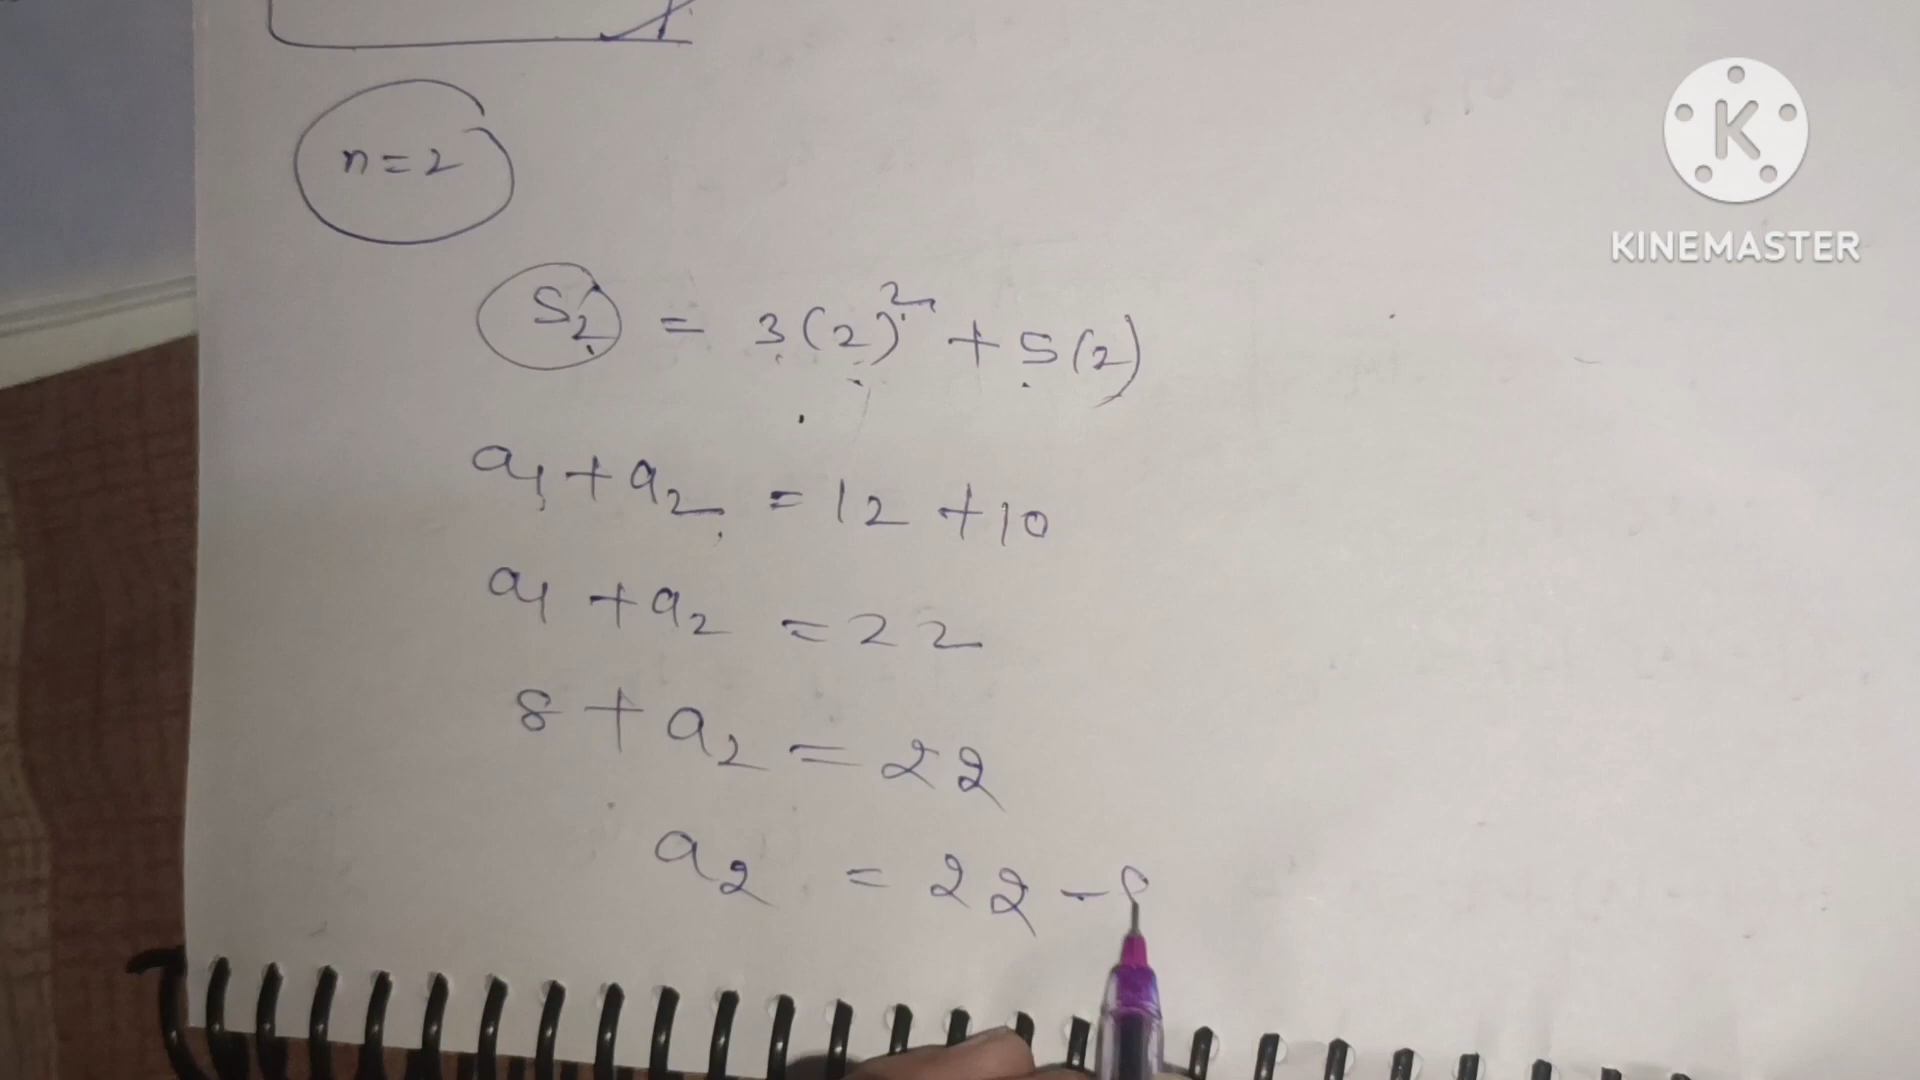 n=2
KINEMASTER
S₂ = 3(2)² + 5(2)
a₁ + a₂ = 12 + 10
a₁ + a₂ = 22
8 + a₂ = 22
a₂ = 22 - 8